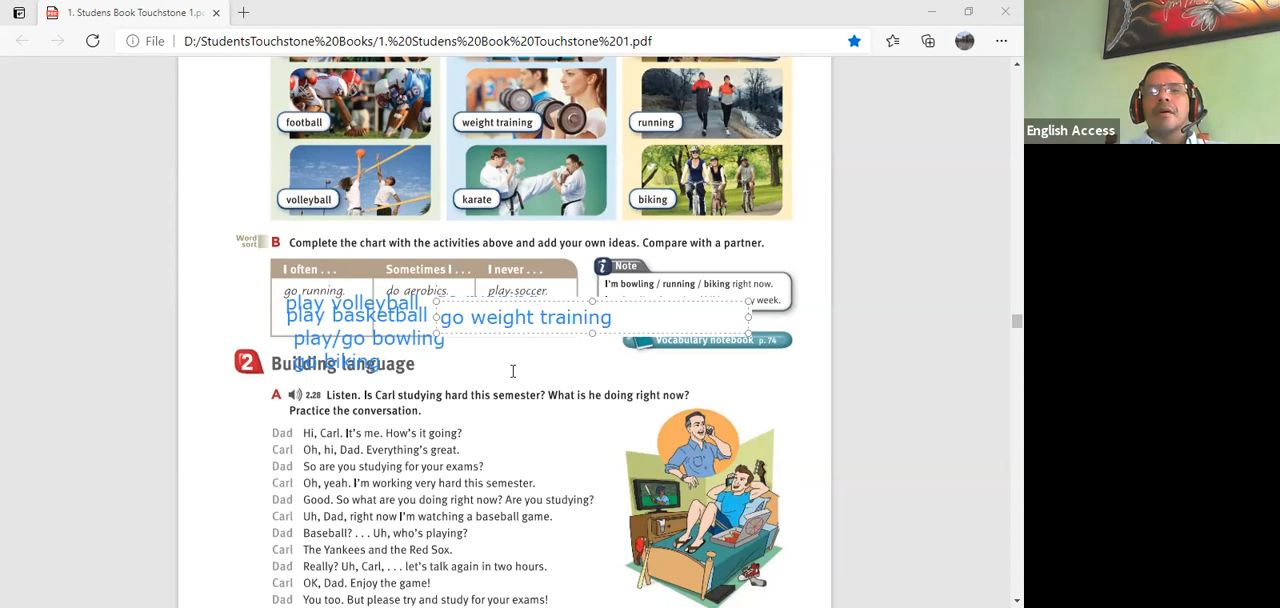 1. Studens Book Touchstone 1.p
File
D:/StudentsTouchstone%20Books/1.%20Studens%20Book%20Touchstone%201.pdf
English Access
football
weight training
running
volleyball
karate
biking
Word sort
B Complete the chart with the activities above and add your own ideas. Compare with a partner.
I often . . . Sometimes I . . . I never . . .
go running. do aerobics. play soccer.
play volleyball
play basketball
play/go bowling
go biking
go weight training
i Note
I'm bowling / running / biking right now.
y week.
Vocabulary notebook p. 74
2 Building language
A 2.28 Listen. Is Carl studying hard this semester? What is he doing right now?
Practice the conversation.
Dad Hi, Carl. It's me. How's it going?
Carl Oh, hi, Dad. Everything's great.
Dad So are you studying for your exams?
Carl Oh, yeah. I'm working very hard this semester.
Dad Good. So what are you doing right now? Are you studying?
Carl Uh, Dad, right now I'm watching a baseball game.
Dad Baseball? . . . Uh, who's playing?
Carl The Yankees and the Red Sox.
Dad Really? Uh, Carl, . . . let's talk again in two hours.
Carl OK, Dad. Enjoy the game!
Dad You too. But please try and study for your exams!